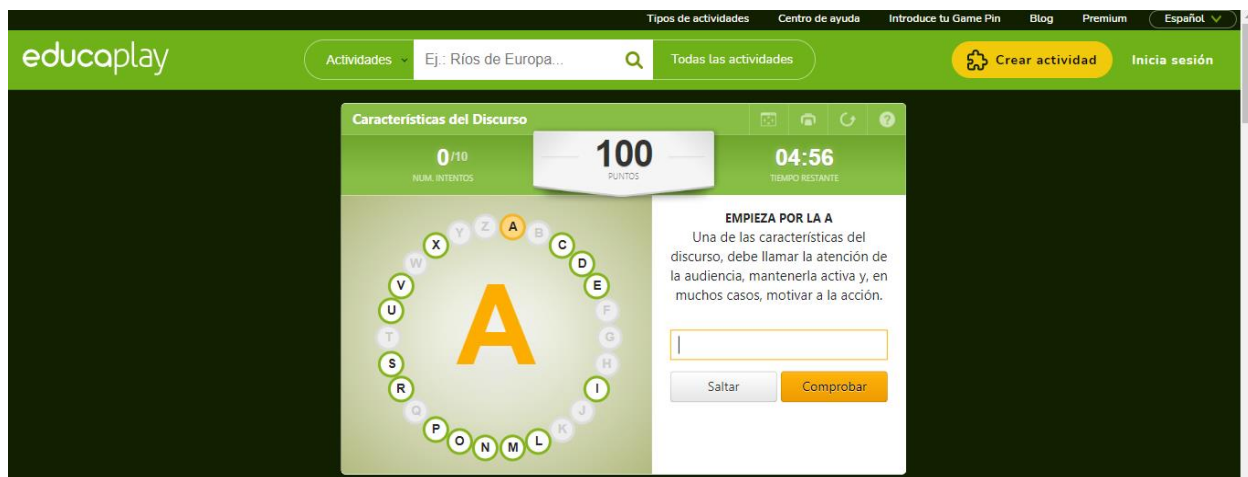 Tipos de actividades Centro de ayuda Introduce tu Game Pin Blog Premium Español
educaplay Actividades Ej.: Ríos de Europa... Todas las actividades Crear actividad Inicia sesión
Características del Discurso ?
0/10 100 04:56
NUM. INTENTOS PUNTOS TIEMPO RESTANTE
A
B
C
D
E
F
G
H
I
J
K
L
M
N
O
P
Q
R
S
T
U
V
W
X
Y
Z
A
EMPIEZA POR LA A
Una de las características del
discurso, debe llamar la atención de
la audiencia, mantenerla activa y, en
muchos casos, motivar a la acción.
Saltar Comprobar